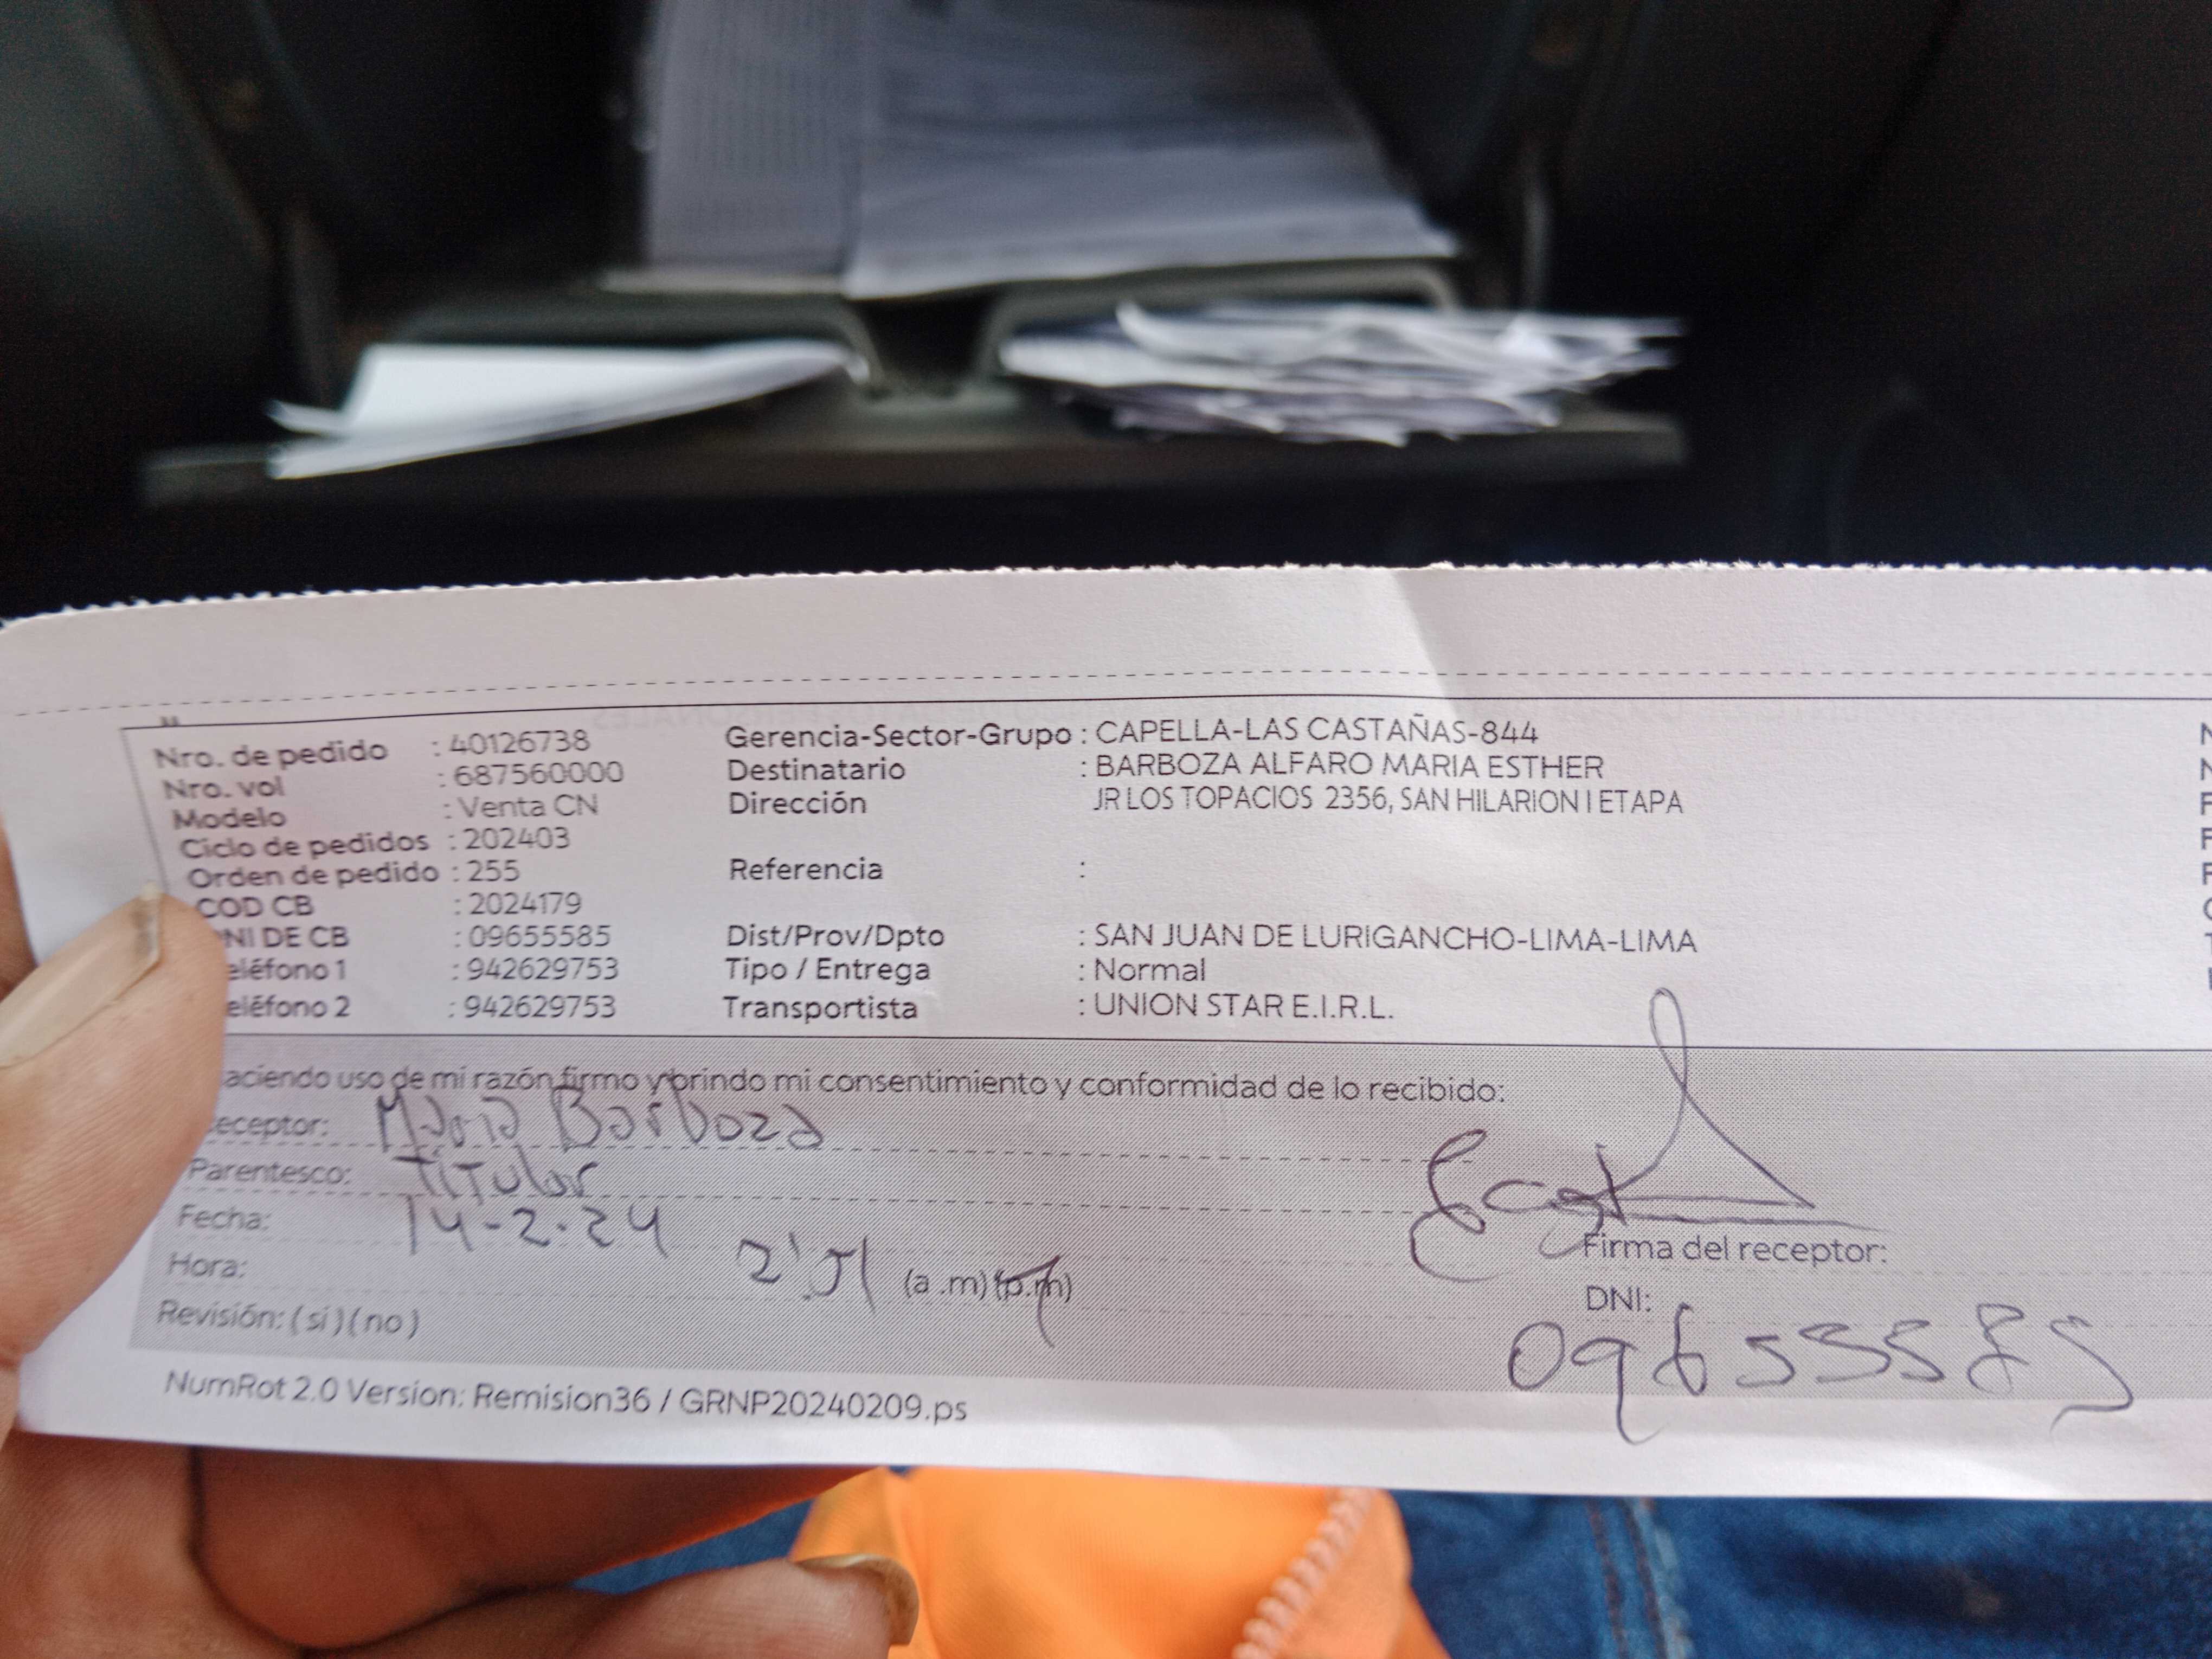 Nro. de pedido : 40126738
Nro. vol : 687560000
Modelo : Venta CN
Ciclo de pedidos : 202403
Orden de pedido : 255
COD CB : 2024179
NI DE CB : 09655585
eléfono 1 : 942629753
eléfono 2 : 942629753
Gerencia-Sector-Grupo : CAPELLA-LAS CASTAÑAS-844
Destinatario : BARBOZA ALFARO MARIA ESTHER
Dirección JR LOS TOPACIOS 2356, SAN HILARION I ETAPA
Referencia :
Dist/Prov/Dpto : SAN JUAN DE LURIGANCHO-LIMA-LIMA
Tipo / Entrega : Normal
Transportista : UNION STAR E.I.R.L.
aciendo uso de mi razón firmo y brindo mi consentimiento y conformidad de lo recibido:
eceptor: Maria Barboza
Parentesco: Titular
Fecha: 14-2-24
Hora: 2'51 (a.m)(p.m)
Revisión: (si)(no)
Firma del receptor:
DNI:
09655585
NumRot 2.0 Version: Remision36 / GRNP20240209.ps